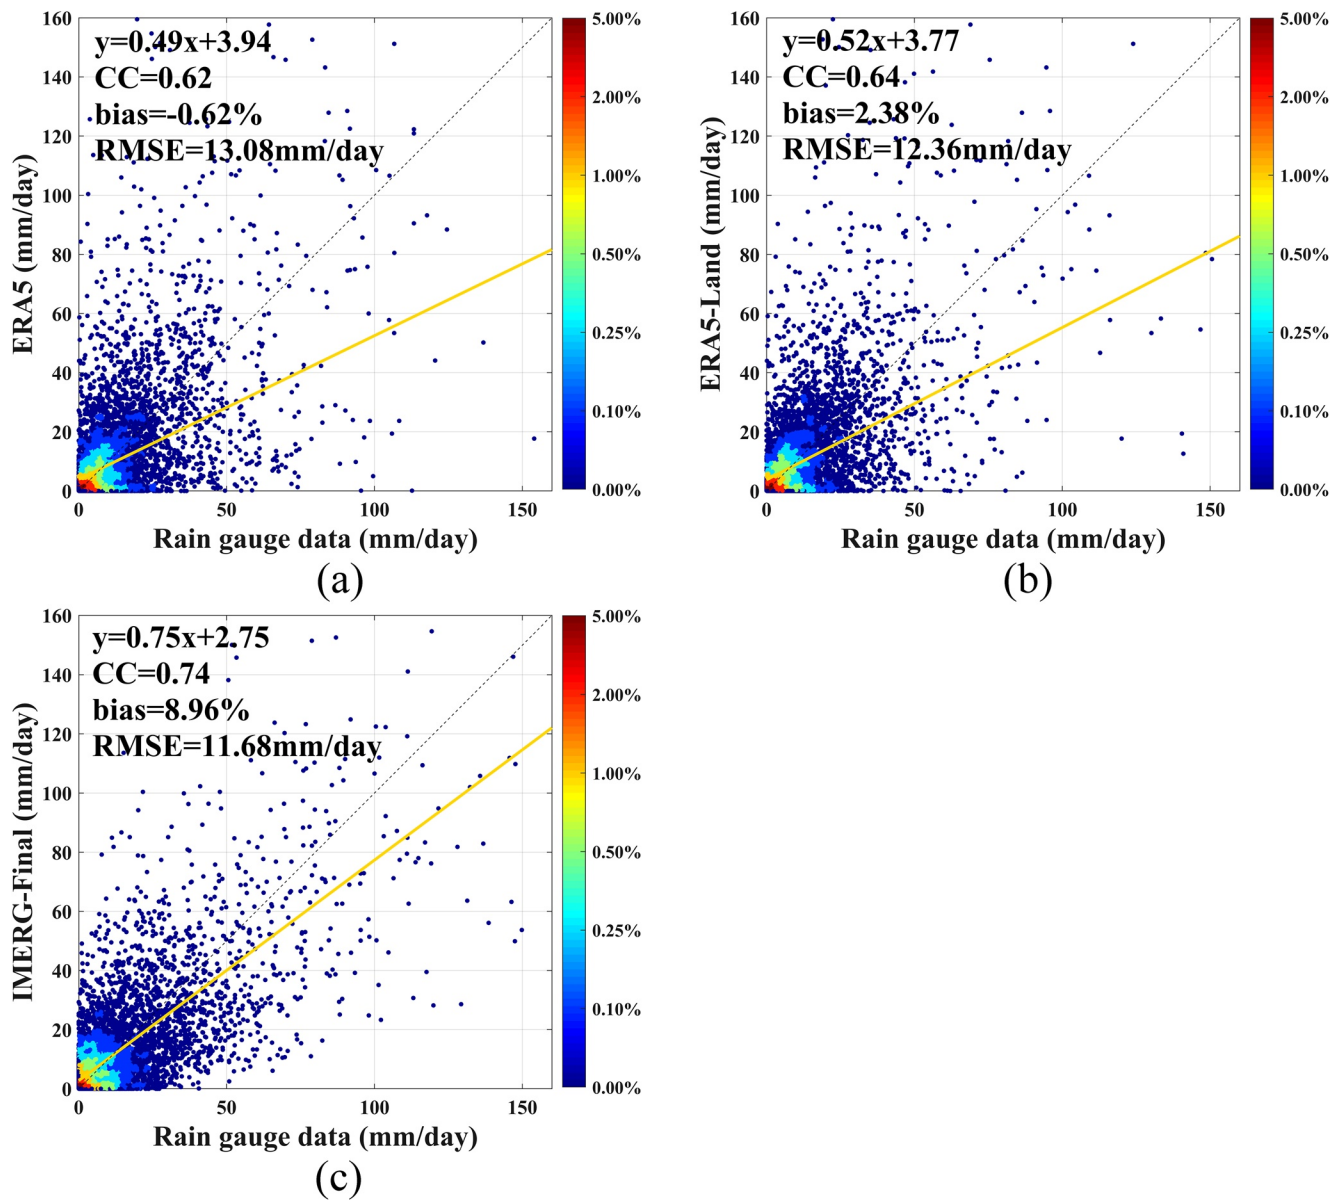 y=0.49x+3.94
CC=0.62
bias=-0.62%
RMSE=13.08mm/day
ERA5 (mm/day)
160
140
120
100
80
60
40
20
0
0 50 100 150
Rain gauge data (mm/day)
5.00%
2.00%
1.00%
0.50%
0.25%
0.10%
0.00%
(a)
y=0.52x+3.77
CC=0.64
bias=2.38%
RMSE=12.36mm/day
ERA5-Land (mm/day)
160
140
120
100
80
60
40
20
0
0 50 100 150
Rain gauge data (mm/day)
5.00%
2.00%
1.00%
0.50%
0.25%
0.10%
0.00%
(b)
y=0.75x+2.75
CC=0.74
bias=8.96%
RMSE=11.68mm/day
IMERG-Final (mm/day)
160
140
120
100
80
60
40
20
0
0 50 100 150
Rain gauge data (mm/day)
5.00%
2.00%
1.00%
0.50%
0.25%
0.10%
0.00%
(c)